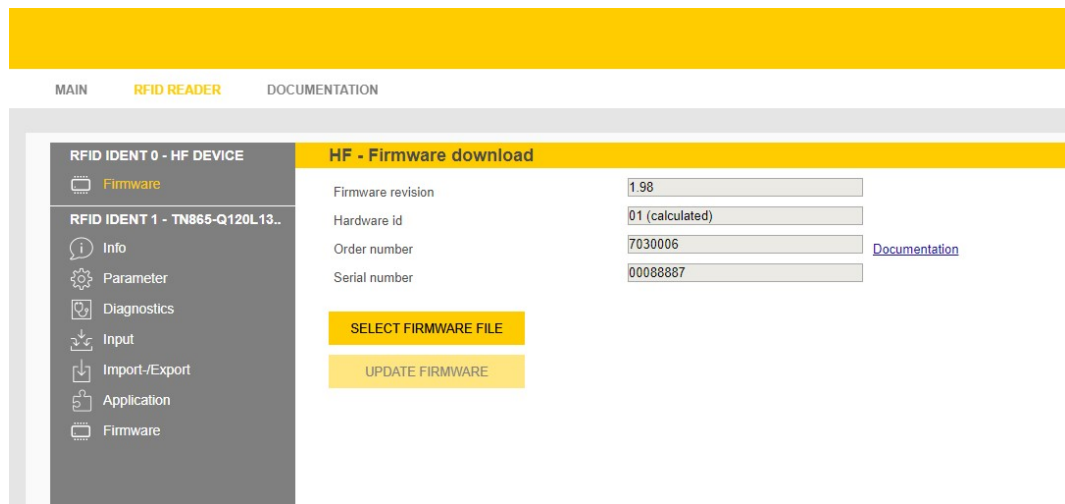 MAIN RFID READER DOCUMENTATION
RFID IDENT 0 - HF DEVICE
Firmware
RFID IDENT 1 - TN865-Q120L13..
Info
Parameter
Diagnostics
Input
Import-/Export
Application
Firmware
HF - Firmware download
Firmware revision 1.98
Hardware id 01 (calculated)
Order number 7030006 Documentation
Serial number 00088887
SELECT FIRMWARE FILE
UPDATE FIRMWARE